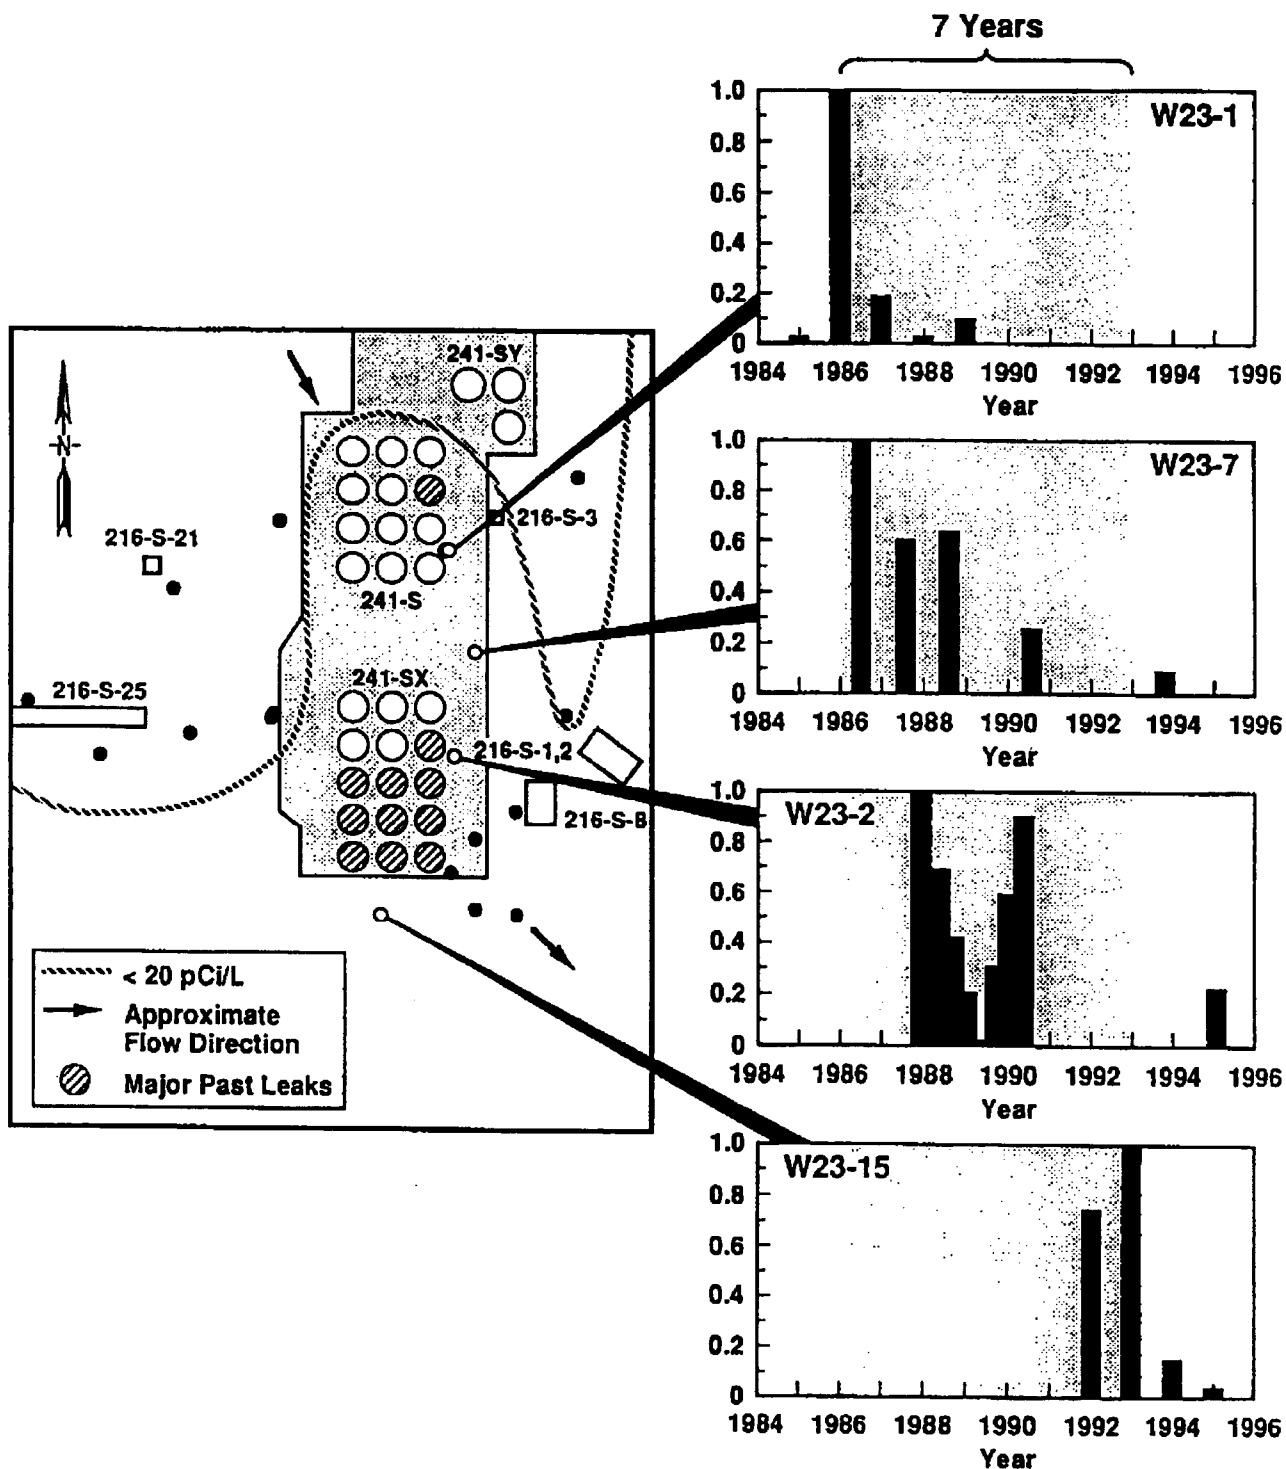 7 Years
1.0
0.8
0.6
0.4
0.2
0
W23-1
1984 1986 1988 1990 1992 1994 1996
Year
1.0
0.8
0.6
0.4
0.2
0
W23-7
1984 1986 1988 1990 1992 1994 1996
Year
1.0
0.8
0.6
0.4
0.2
0
W23-2
1984 1986 1988 1990 1992 1994 1996
Year
1.0
0.8
0.6
0.4
0.2
0
W23-15
1984 1986 1988 1990 1992 1994 1996
Year
N
241-SY
216-S-3
216-S-21
241-S
241-SX
216-S-25
216-S-1,2
216-S-8
< 20 pCi/L
Approximate
Flow Direction
Major Past Leaks